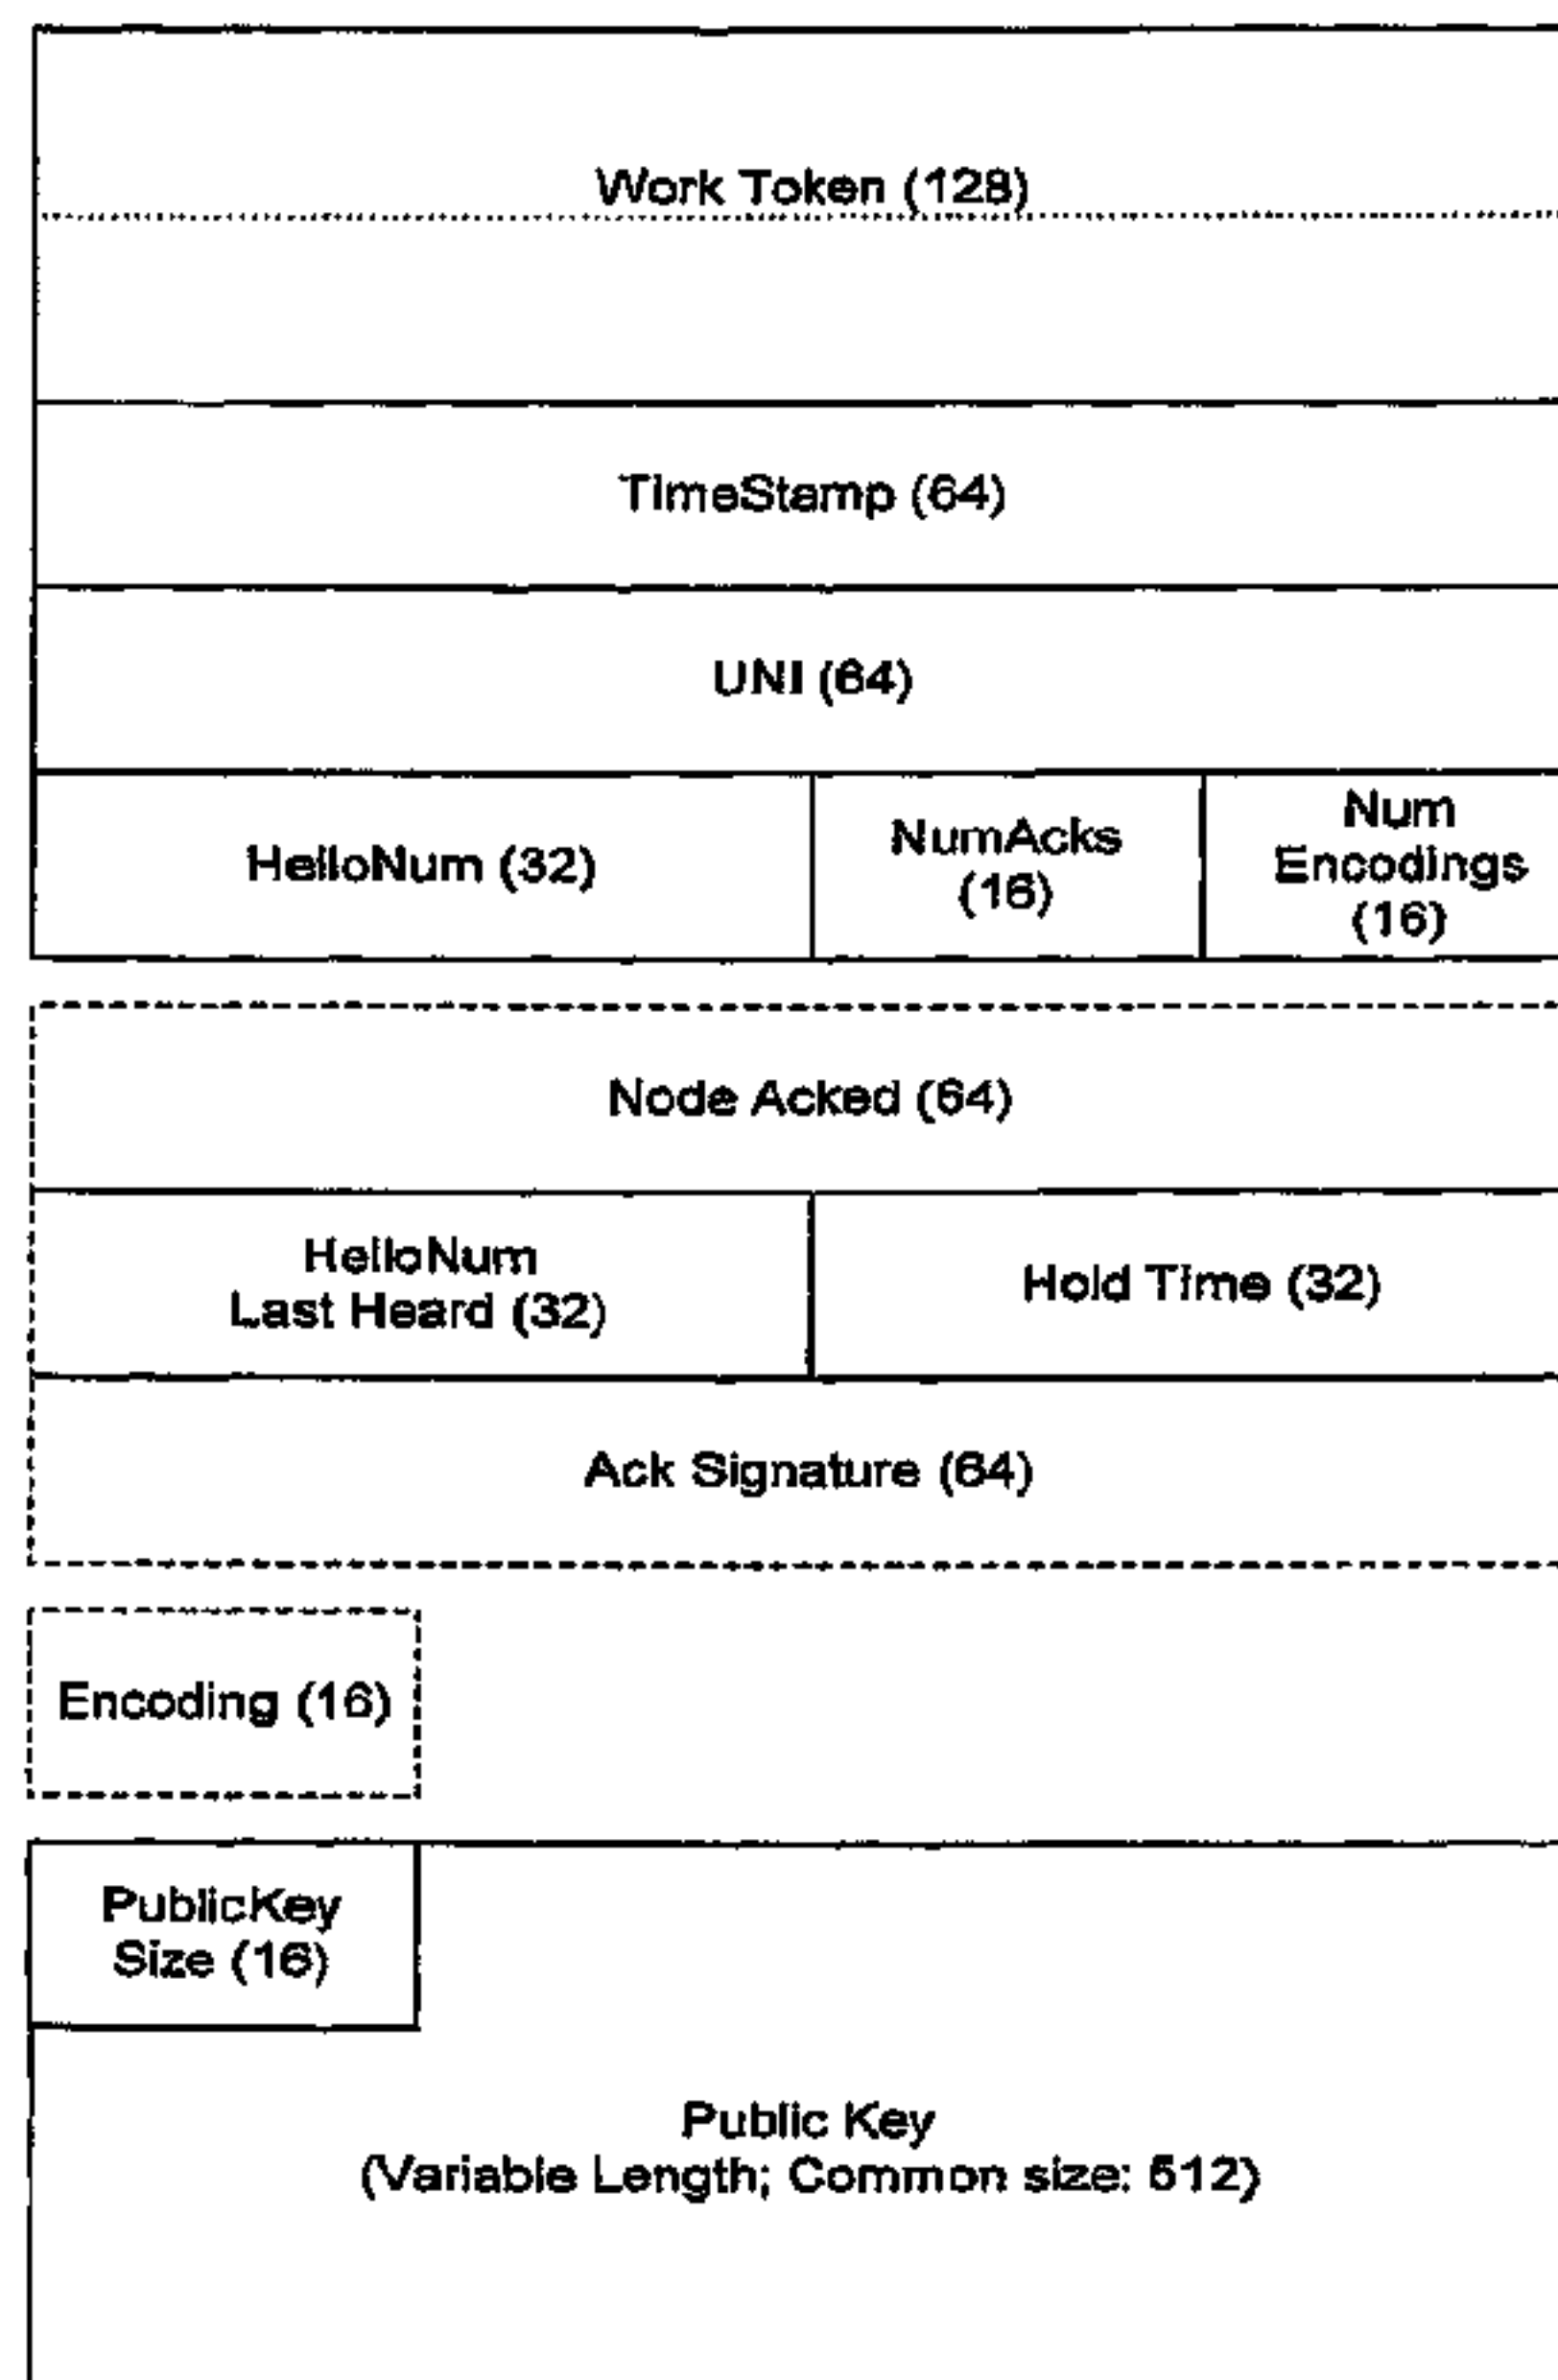 Work Token (128)
TimeStamp (64)
UNI (64)
HelloNum (32)
NumAcks
(16)
Num
Encodings
(16)
Node Acked (64)
HelloNum
Last Heard (32)
Hold Time (32)
Ack Signature (64)
Encoding (16)
PublicKey
Size (16)
Public Key
(Variable Length; Common size: 512)